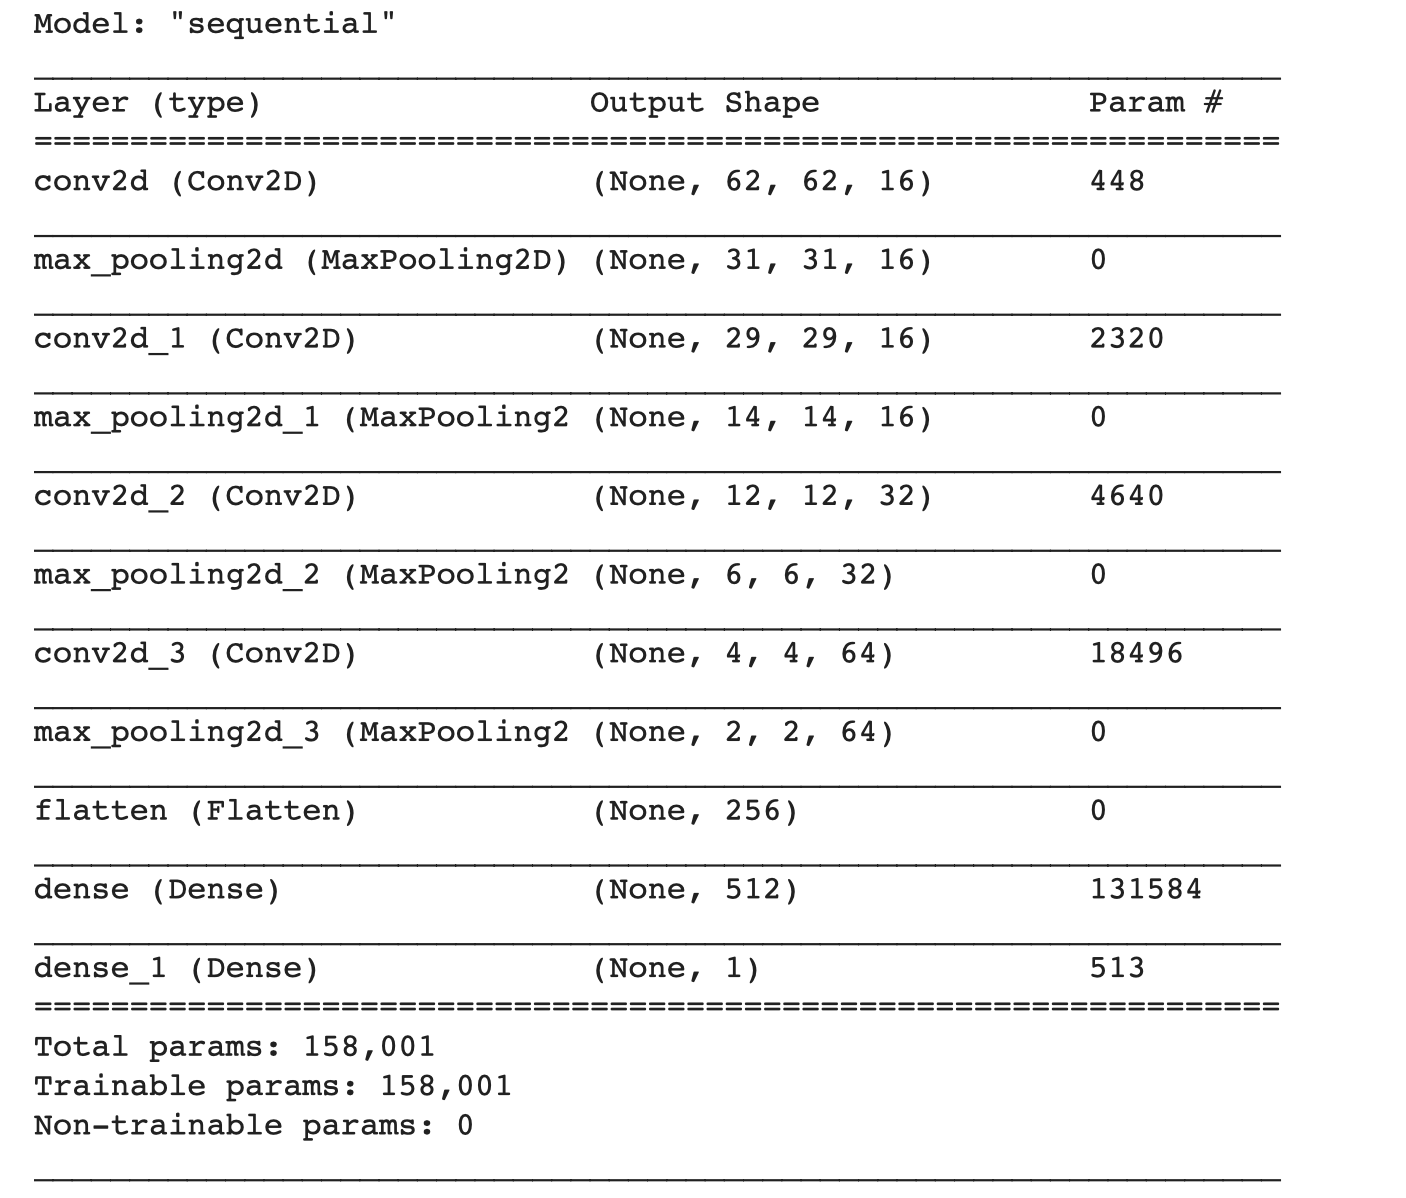 Model: "sequential"
Layer (type) Output Shape Param #
=================================================================
conv2d (Conv2D) (None, 62, 62, 16) 448
max_pooling2d (MaxPooling2D) (None, 31, 31, 16) 0
conv2d_1 (Conv2D) (None, 29, 29, 16) 2320
max_pooling2d_1 (MaxPooling2 (None, 14, 14, 16) 0
conv2d_2 (Conv2D) (None, 12, 12, 32) 4640
max_pooling2d_2 (MaxPooling2 (None, 6, 6, 32) 0
conv2d_3 (Conv2D) (None, 4, 4, 64) 18496
max_pooling2d_3 (MaxPooling2 (None, 2, 2, 64) 0
flatten (Flatten) (None, 256) 0
dense (Dense) (None, 512) 131584
dense_1 (Dense) (None, 1) 513
=================================================================
Total params: 158,001
Trainable params: 158,001
Non-trainable params: 0